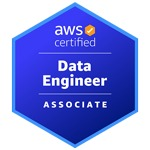 aws
certified
Data
Engineer
ASSOCIATE